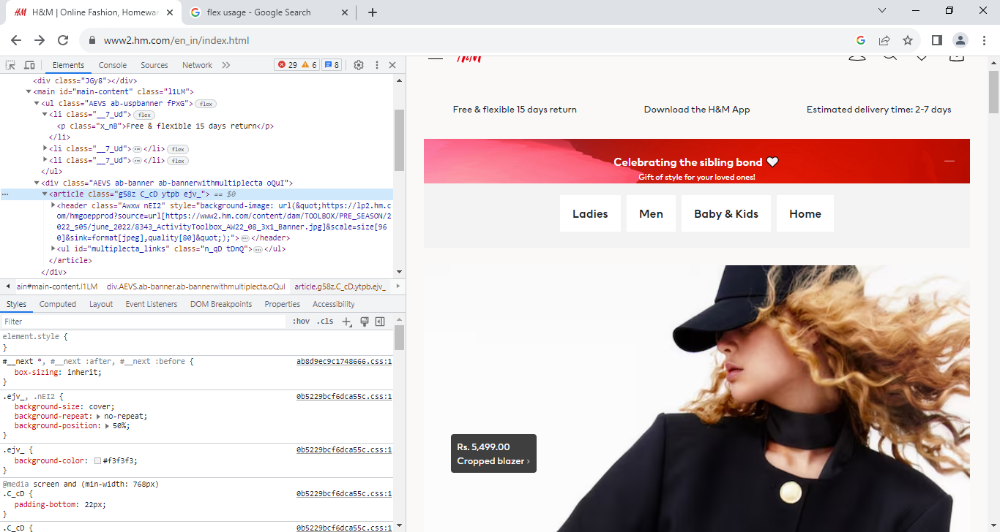 H&M | Online Fashion, Homewar
flex usage - Google Search
www2.hm.com/en_in/index.html
Elements Console Sources Network 29 6 8
<div class="JGy8"></div>
<main id="main-content" class="l1LM">
<ul class="AEVS ab-uspbanner fPxG"> flex
<li class="__7_Ud"> flex
<p class="x_nB">Free & flexible 15 days return</p>
</li>
<li class="__7_Ud">…</li> flex
<li class="__7_Ud">…</li> flex
</ul>
<div class="AEVS ab-banner ab-bannerwithmultiplecta oQuI">
<article class="g58z C_cD ytpb ejv_"> == $0
<header class="Awxw nEI2" style="background-image: url(&quot;https://lp2.hm.
com/hmgoepprod?source=url[https://www2.hm.com/content/dam/TOOLBOX/PRE_SEASON/2
022_s05/june_2022/8343_ActivityToolbox_AW22_08_3x1_Banner.jpg]&scale=size[96
0]&sink=format[jpeg],quality[80]&quot;);">…</header>
<ul id="multiplecta_links" class="n_qD tDnQ">…</ul>
</article>
</div>
ain#main-content.l1LM div.AEVS.ab-banner.ab-bannerwithmultiplecta.oQuI article.g58z.C_cD.ytpb.ejv_
Styles Computed Layout Event Listeners DOM Breakpoints Properties Accessibility
Filter :hov .cls
element.style {
}
#__next *, #__next :after, #__next :before { ab8d9ec9c1748666.css:1
box-sizing: inherit;
}
.ejv_, .nEI2 { 0b5229bcf6dca55c.css:1
background-size: cover;
background-repeat: no-repeat;
background-position: 50%;
}
.ejv_ { 0b5229bcf6dca55c.css:1
background-color: #f3f3f3;
}
@media screen and (min-width: 768px)
.C_cD { 0b5229bcf6dca55c.css:1
padding-bottom: 22px;
}
.C_cD { 0b5229bcf6dca55c.css:1
H&M
Free & flexible 15 days return
Download the H&M App
Estimated delivery time: 2-7 days
Celebrating the sibling bond
Gift of style for your loved ones!
Ladies Men Baby & Kids Home
Rs. 5,499.00
Cropped blazer ›